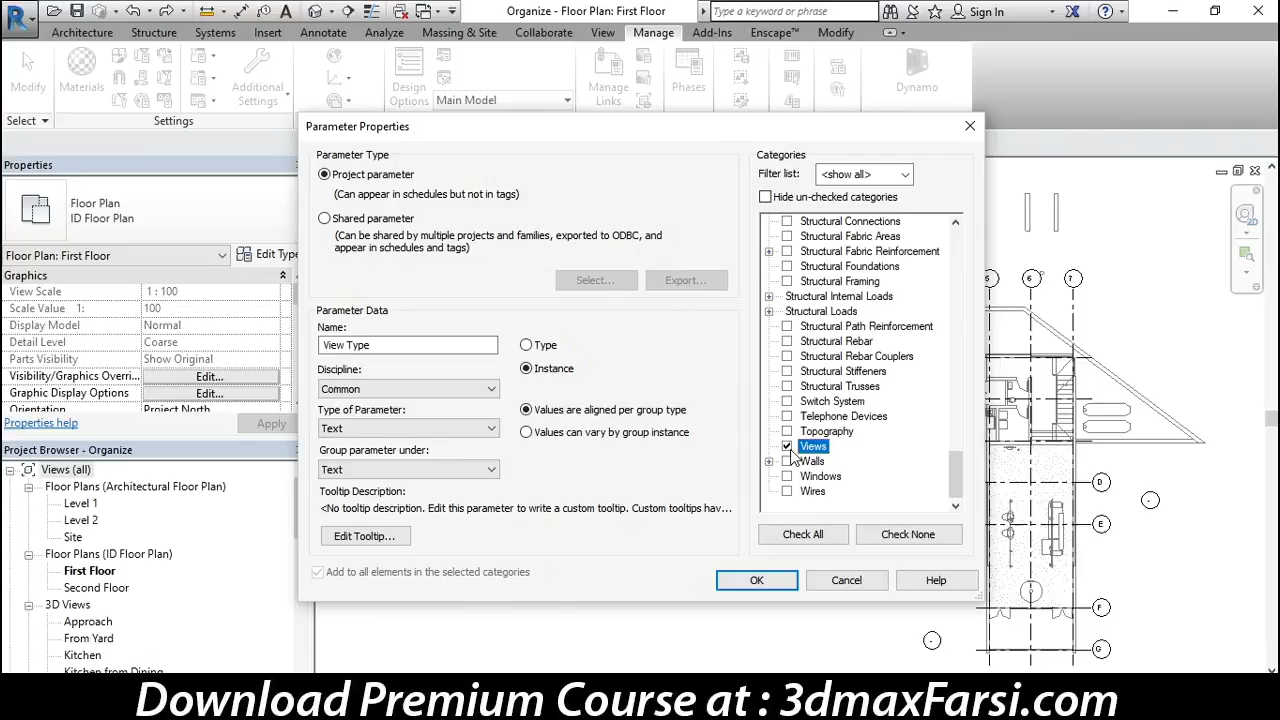 Organize - Floor Plan: First Floor
Type a keyword or phrase
Sign In
Architecture Structure Systems Insert Annotate Analyze Massing & Site Collaborate View Manage Add-Ins Enscape™ Modify
Modify
Materials
Additional
Settings
Design
Options
Main Model
Manage
Links
Phases
Dynamo
Select
Settings
Properties
Floor Plan
ID Floor Plan
Floor Plan: First Floor
Edit Type
Graphics
View Scale 1 : 100
Scale Value 1: 100
Display Model Normal
Detail Level Coarse
Parts Visibility Show Original
Visibility/Graphics Overri... Edit...
Graphic Display Options Edit...
Orientation Project North
Properties help
Apply
Project Browser - Organize
Views (all)
Floor Plans (Architectural Floor Plan)
Level 1
Level 2
Site
Floor Plans (ID Floor Plan)
First Floor
Second Floor
3D Views
Approach
From Yard
Kitchen
Kitchen from Dining
Parameter Properties
Parameter Type
Project parameter
(Can appear in schedules but not in tags)
Shared parameter
(Can be shared by multiple projects and families, exported to ODBC, and
appear in schedules and tags)
Select...
Export...
Parameter Data
Name:
View Type
Type
Discipline:
Instance
Common
Type of Parameter:
Values are aligned per group type
Text
Values can vary by group instance
Group parameter under:
Text
Tooltip Description:
<No tooltip description. Edit this parameter to write a custom tooltip. Custom tooltips hav...
Edit Tooltip...
Add to all elements in the selected categories
Categories
Filter list:
<show all>
Hide un-checked categories
Structural Connections
Structural Fabric Areas
Structural Fabric Reinforcement
Structural Foundations
Structural Framing
Structural Internal Loads
Structural Loads
Structural Path Reinforcement
Structural Rebar
Structural Rebar Couplers
Structural Stiffeners
Structural Trusses
Switch System
Telephone Devices
Topography
Views
Walls
Windows
Wires
Check All
Check None
OK
Cancel
Help
2D
6
7
D
E
F
G
Download Premium Course at : 3dmaxFarsi.com